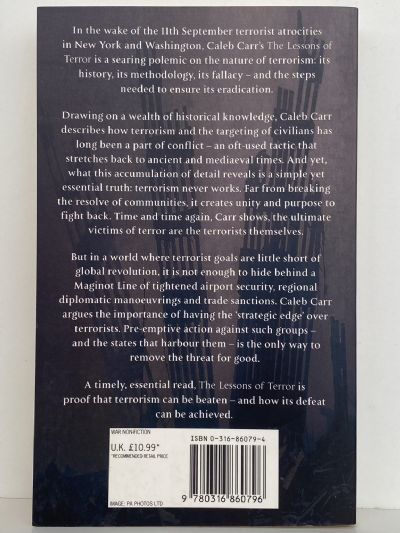 In the wake of the 11th September terrorist atrocities
in New York and Washington, Caleb Carr's The Lessons of
Terror is a searing polemic on the nature of terrorism: its
history, its methodology, its fallacy – and the steps
needed to ensure its eradication.
Drawing on a wealth of historical knowledge, Caleb Carr
describes how terrorism and the targeting of civilians has
long been a part of conflict – an oft-used tactic that
stretches back to ancient and mediaeval times. And yet,
what this accumulation of detail reveals is a simple yet
essential truth: terrorism never works. Far from breaking
the resolve of communities, it creates unity and purpose to
fight back. Time and time again, Carr shows, the ultimate
victims of terror are the terrorists themselves.
But in a world where terrorist goals are little short of
global revolution, it is not enough to hide behind a
Maginot Line of tightened airport security, regional
diplomatic manoeuvrings and trade sanctions. Caleb Carr
argues the importance of having the 'strategic edge' over
terrorists. Pre-emptive action against such groups –
and the states that harbour them – is the only way to
remove the threat for good.
A timely, essential read, The Lessons of Terror is
proof that terrorism can be beaten – and how its defeat
can be achieved.
WAR NON-FICTION
U.K. £10.99*
*RECOMMENDED RETAIL PRICE
IMAGE: PA PHOTOS LTD
ISBN 0-316-86079-4
9 780316 860796